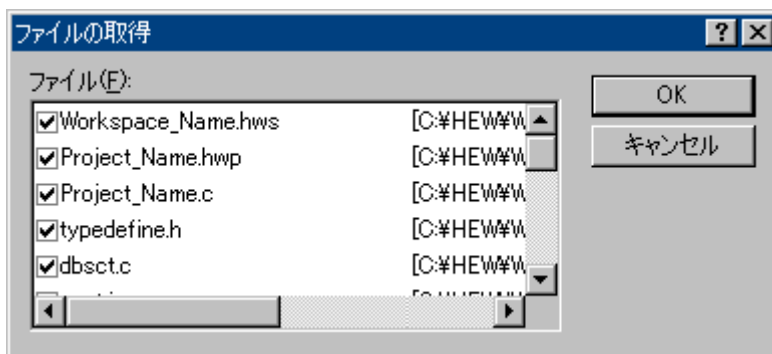 ファイルの取得
ファイル(F):
Workspace_Name.hws [C:¥HEW¥W
Project_Name.hwp [C:¥HEW¥W
Project_Name.c [C:¥HEW¥W
typedefine.h [C:¥HEW¥W
dbsct.c [C:¥HEW¥W
OK
キャンセル